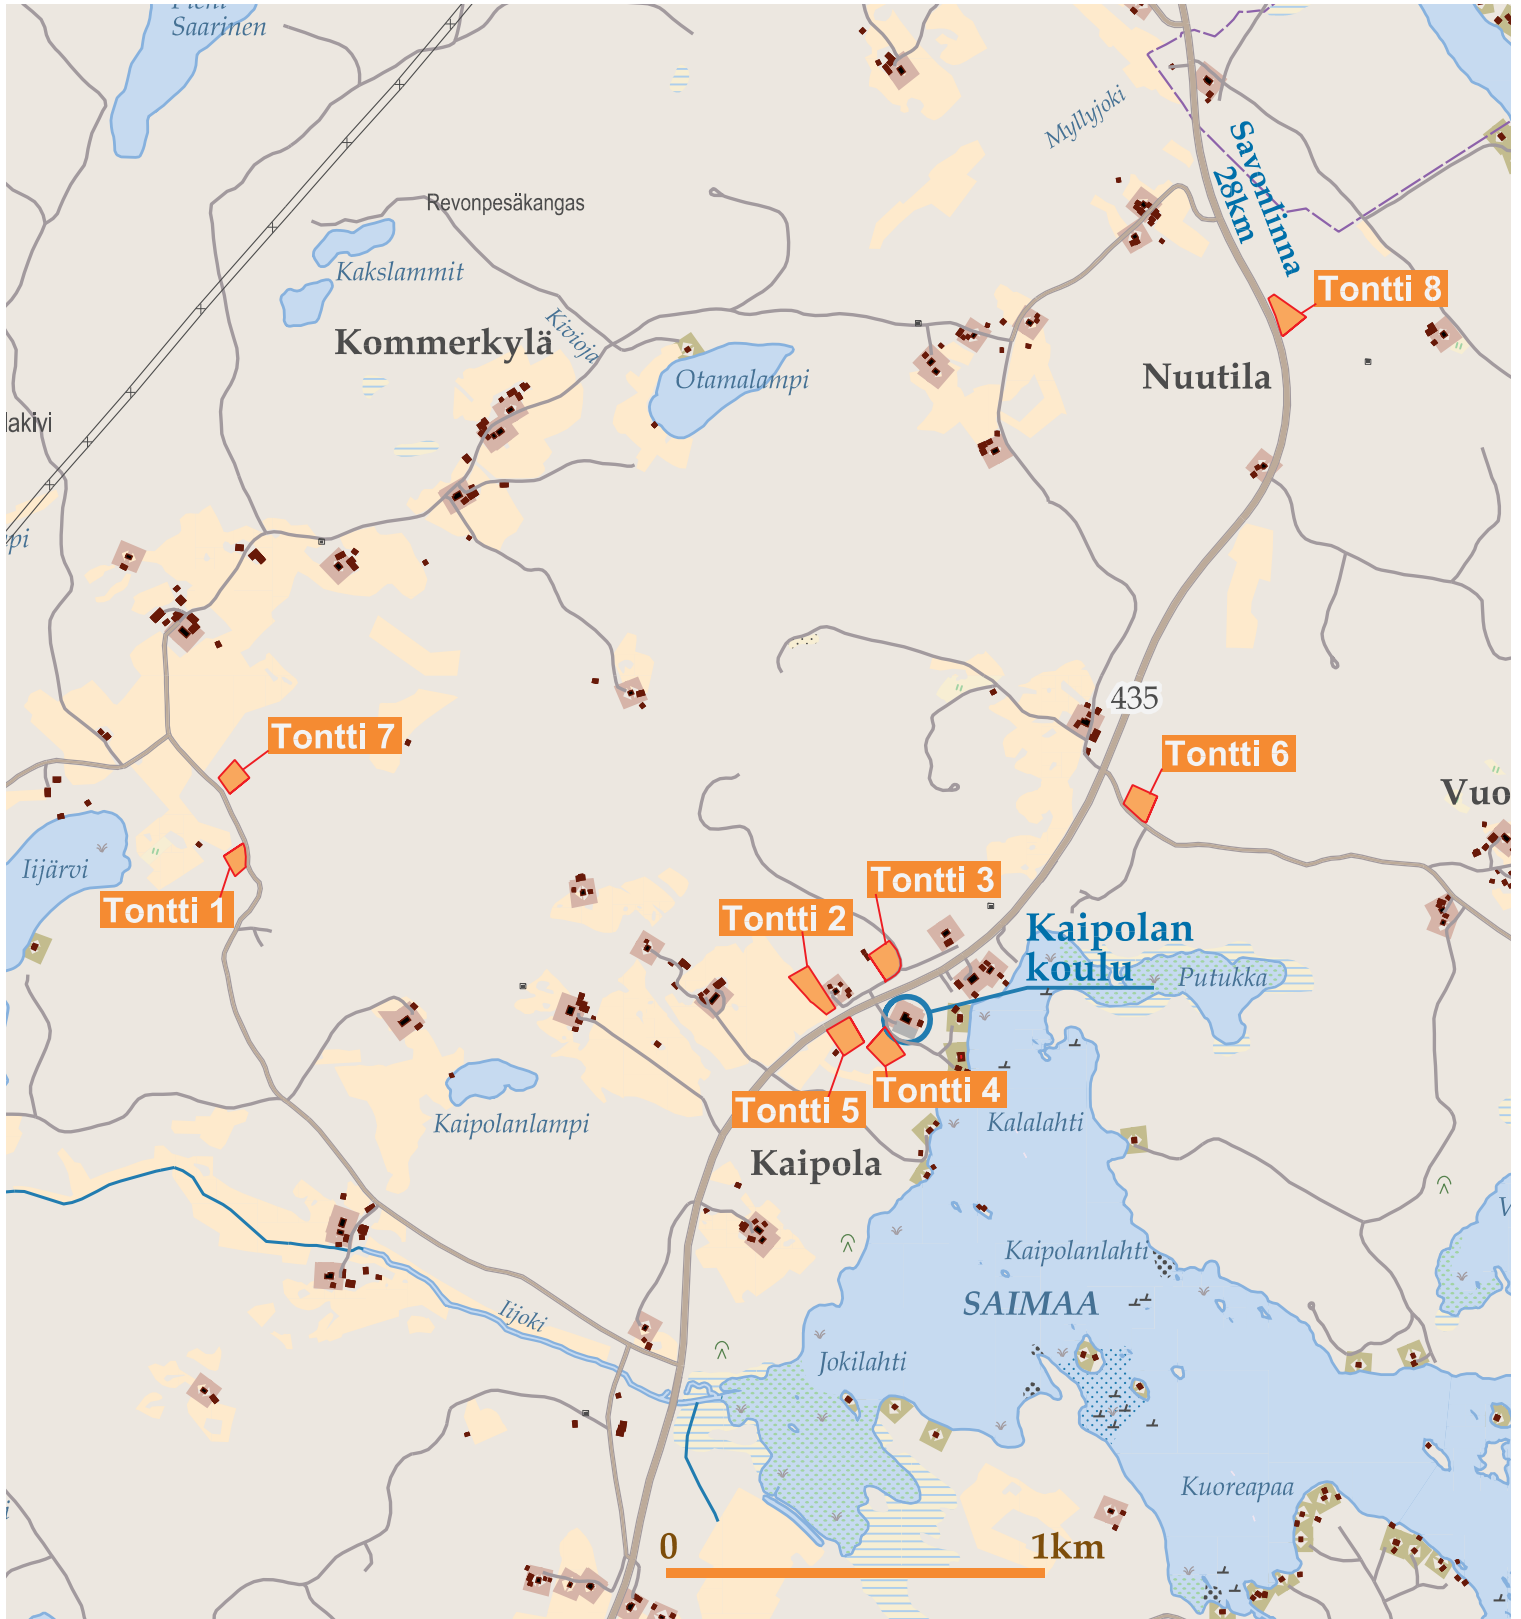 Saarinen
Myllyjoki
Savonlinna
28km
Revonpesäkangas
Kakslammit
Kivioja
Kommerkylä
Tontti 8
Otamalampi
Nuutila
lakivi
435
Tontti 7
Tontti 6
Vuo
Iijärvi
Tontti 3
Tontti 1
Tontti 2
Kaipolan
koulu
Putukka
Tontti 4
Tontti 5
Kaipolanlampi
Kalalahti
Kaipola
Kaipolanlahti
SAIMAA
Iijoki
Jokilahti
Kuoreapaa
0
1km